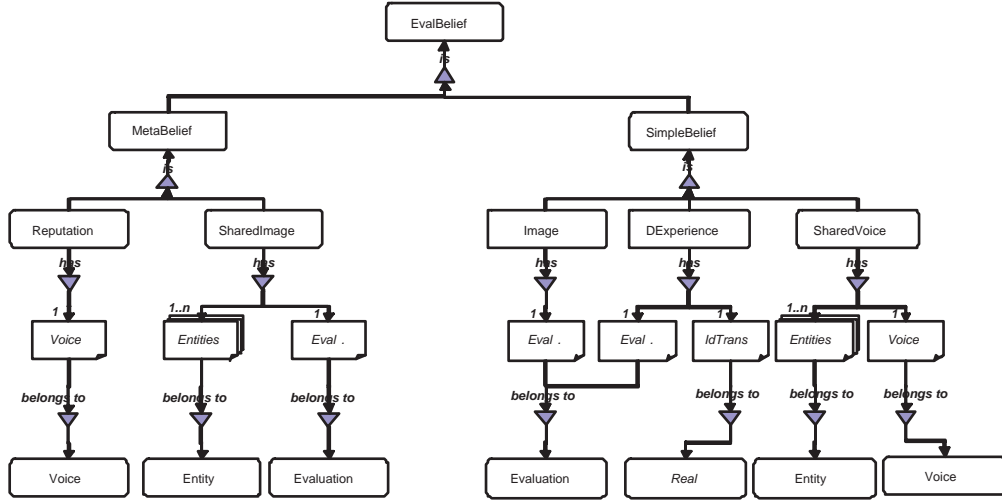 EvalBelief
is
MetaBelief
SimpleBelief
is
is
Reputation
SharedImage
Image
DExperience
SharedVoice
has
has
has
has
has
1
1..n
1
1
1
1
1..n
1
Voice
Entities
Eval .
Eval .
Eval .
IdTrans
Entities
Voice
belongs to
belongs to
belongs to
belongs to
belongs to
belongs to
belongs to
Voice
Entity
Evaluation
Evaluation
Real
Entity
Voice